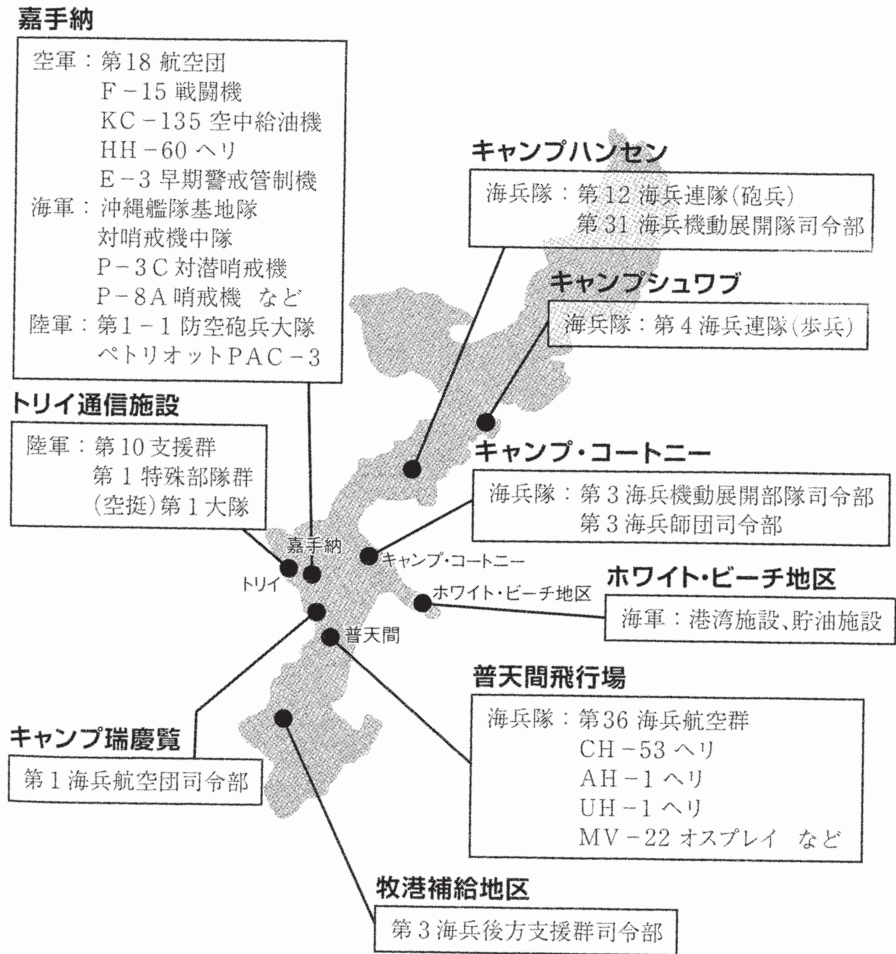 嘉手納
空軍：第18航空団
F－15戦闘機
KC－135空中給油機
HH－60ヘリ
E－3早期警戒管制機
海軍：沖縄艦隊基地隊
対哨戒機中隊
P－3C対潜哨戒機
P－8A哨戒機 など
陸軍：第1－1防空砲兵大隊
ペトリオットPAC－3
キャンプハンセン
海兵隊：第12海兵連隊(砲兵)
第31海兵機動展開隊司令部
キャンプシュワブ
海兵隊：第4海兵連隊(歩兵)
トリイ通信施設
陸軍：第10支援群
第1特殊部隊群
(空挺)第1大隊
キャンプ・コートニー
海兵隊：第3海兵機動展開部隊司令部
第3海兵師団司令部
嘉手納
トリイ
キャンプ・コートニー
ホワイト・ビーチ地区
普天間
ホワイト・ビーチ地区
海軍：港湾施設、貯油施設
普天間飛行場
海兵隊：第36海兵航空群
CH－53ヘリ
AH－1ヘリ
UH－1ヘリ
MV－22オスプレイ など
キャンプ瑞慶覧
第1海兵航空団司令部
牧港補給地区
第3海兵後方支援群司令部